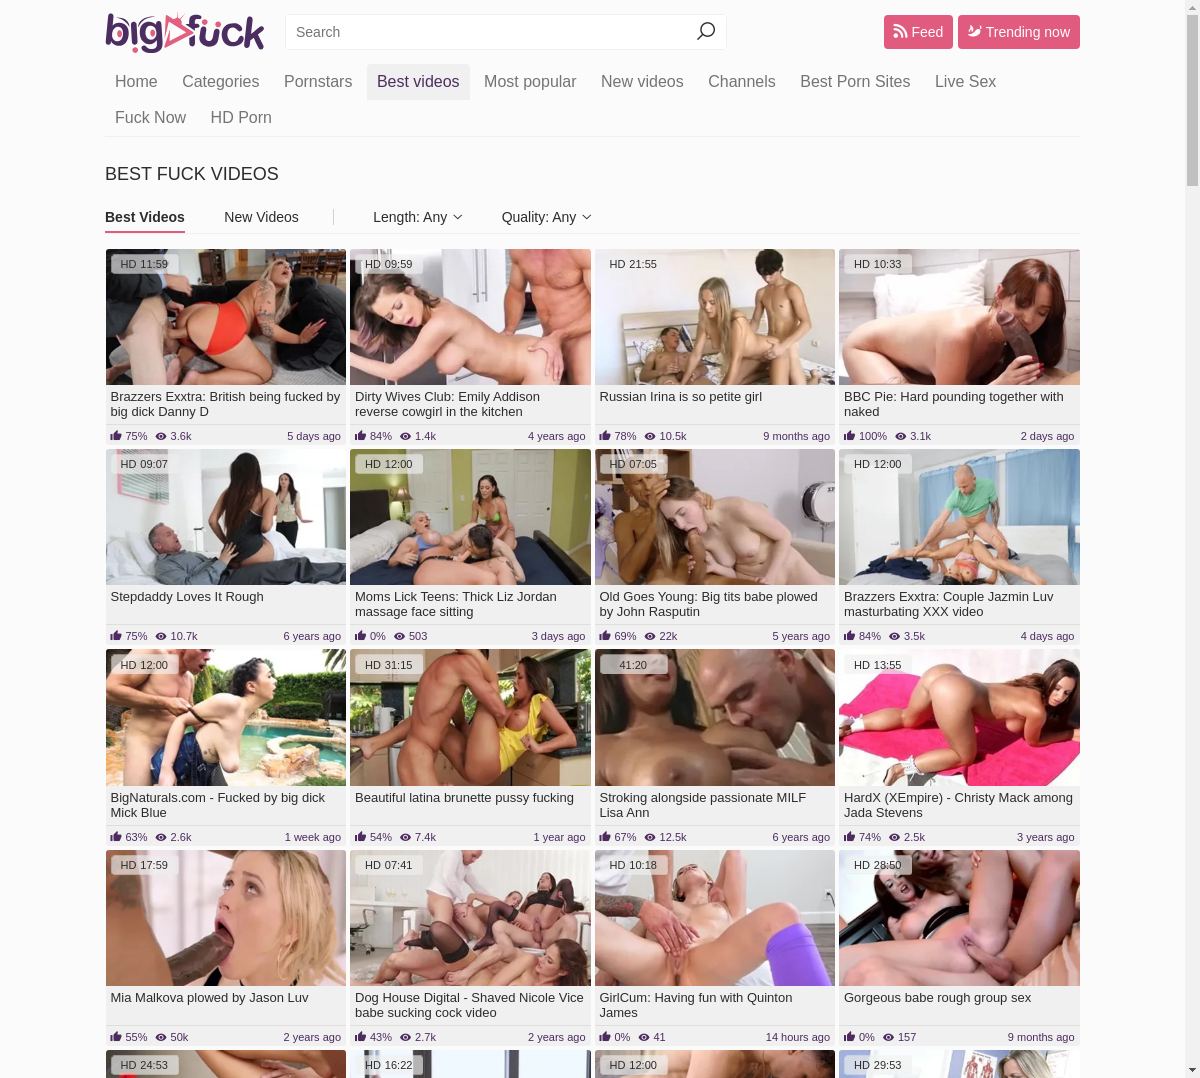 bigfuck
Search
Feed
Trending now
Home Categories Pornstars Best videos Most popular New videos Channels Best Porn Sites Live Sex
Fuck Now HD Porn
BEST FUCK VIDEOS
Best Videos New Videos Length: Any Quality: Any
HD 11:59 HD 09:59 HD 21:55 HD 10:33
Brazzers Exxtra: British being fucked by
big dick Danny D
Dirty Wives Club: Emily Addison
reverse cowgirl in the kitchen
Russian Irina is so petite girl
BBC Pie: Hard pounding together with
naked
75% 3.6k 5 days ago
84% 1.4k 4 years ago
78% 10.5k 9 months ago
100% 3.1k 2 days ago
HD 09:07 HD 12:00 HD 07:05 HD 12:00
Stepdaddy Loves It Rough
Moms Lick Teens: Thick Liz Jordan
massage face sitting
Old Goes Young: Big tits babe plowed
by John Rasputin
Brazzers Exxtra: Couple Jazmin Luv
masturbating XXX video
75% 10.7k 6 years ago
0% 503 3 days ago
69% 22k 5 years ago
84% 3.5k 4 days ago
HD 12:00 HD 31:15 41:20 HD 13:55
BigNaturals.com - Fucked by big dick
Mick Blue
Beautiful latina brunette pussy fucking
Stroking alongside passionate MILF
Lisa Ann
HardX (XEmpire) - Christy Mack among
Jada Stevens
63% 2.6k 1 week ago
54% 7.4k 1 year ago
67% 12.5k 6 years ago
74% 2.5k 3 years ago
HD 17:59 HD 07:41 HD 10:18 HD 28:50
Mia Malkova plowed by Jason Luv
Dog House Digital - Shaved Nicole Vice
babe sucking cock video
GirlCum: Having fun with Quinton
James
Gorgeous babe rough group sex
55% 50k 2 years ago
43% 2.7k 2 years ago
0% 41 14 hours ago
0% 157 9 months ago
HD 24:53 HD 16:22 HD 12:00 HD 29:53